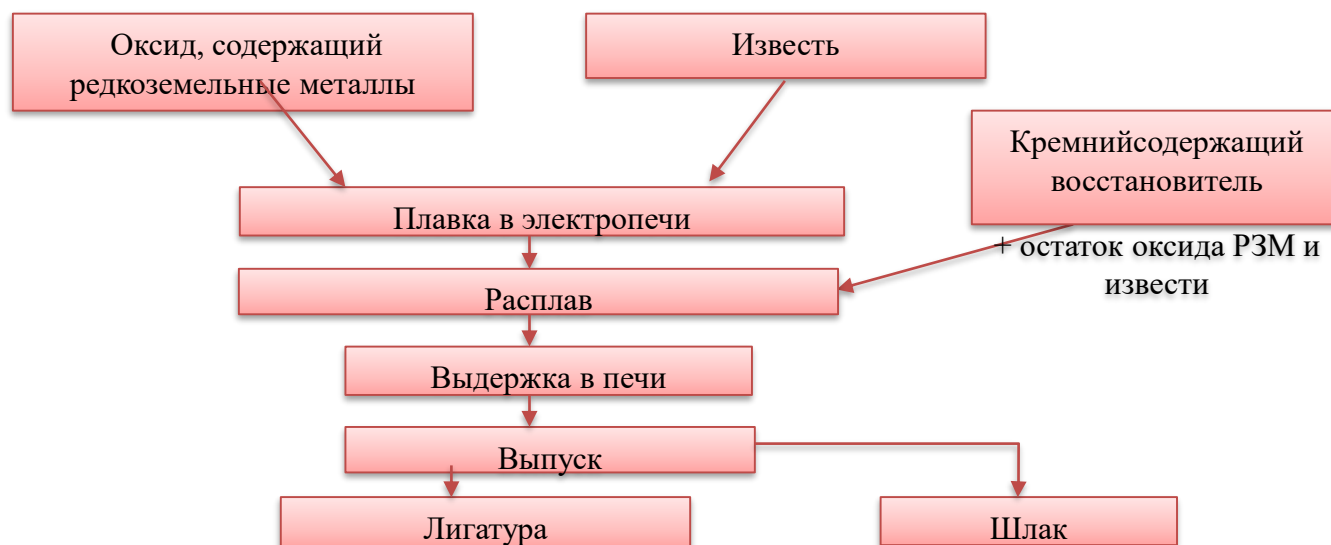 Оксид, содержащий
редкоземельные металлы
Известь
Кремнийсодержащий
восстановитель
Плавка в электропечи
+ остаток оксида РЗМ и
извести
Расплав
Выдержка в печи
Выпуск
Лигатура
Шлак